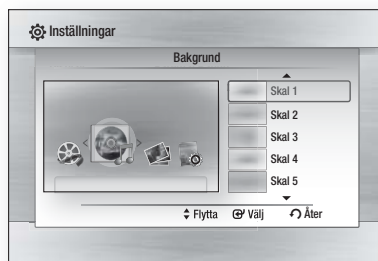 Inställningar
Bakgrund
Skal 1
Skal 2
Skal 3
Skal 4
Skal 5
Flytta Välj Åter